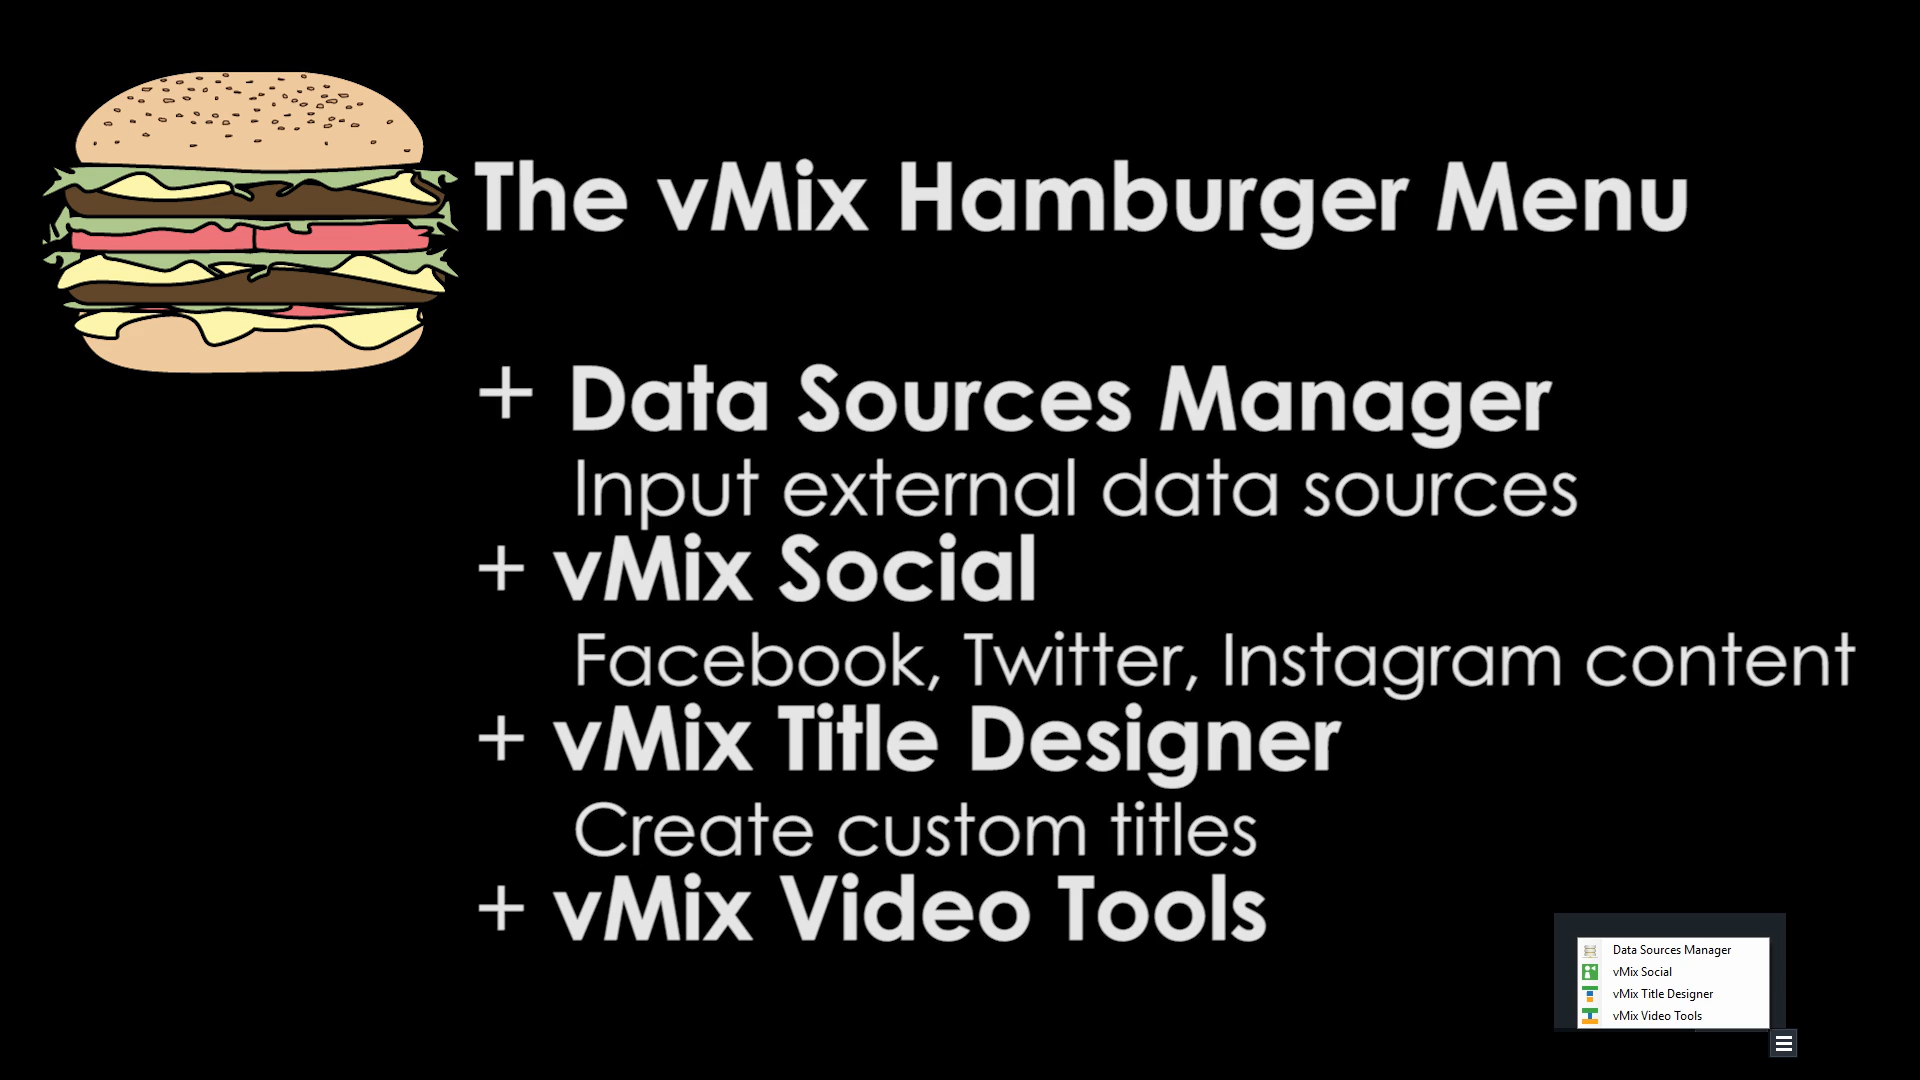 The vMix Hamburger Menu
+ Data Sources Manager
Input external data sources
+ vMix Social
Facebook, Twitter, Instagram content
+ vMix Title Designer
Create custom titles
+ vMix Video Tools
Data Sources Manager
vMix Social
vMix Title Designer
vMix Video Tools